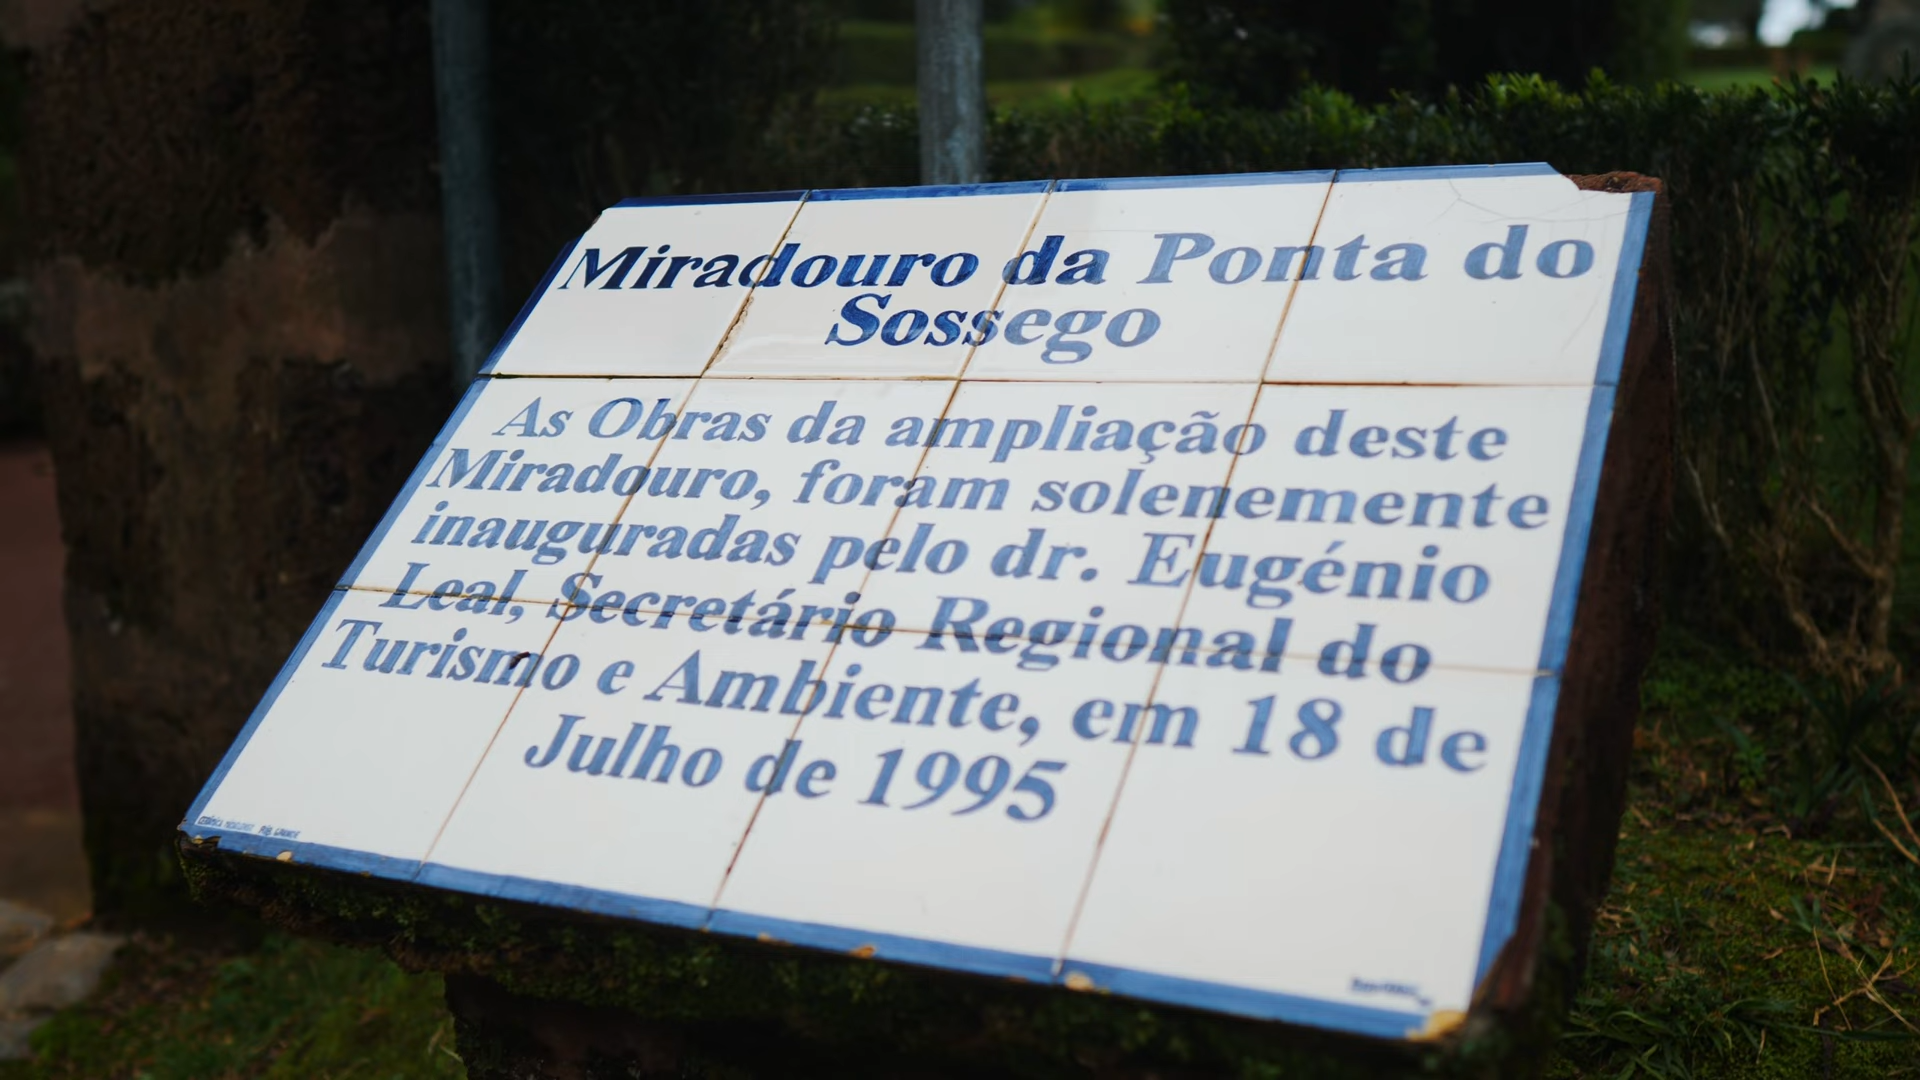 Miradouro da Ponta do
Sossego
As Obras da ampliação deste
Miradouro, foram solenemente
inauguradas pelo dr. Eugénio
Leal, Secretário Regional do
Turismo e Ambiente, em 18 de
Julho de 1995